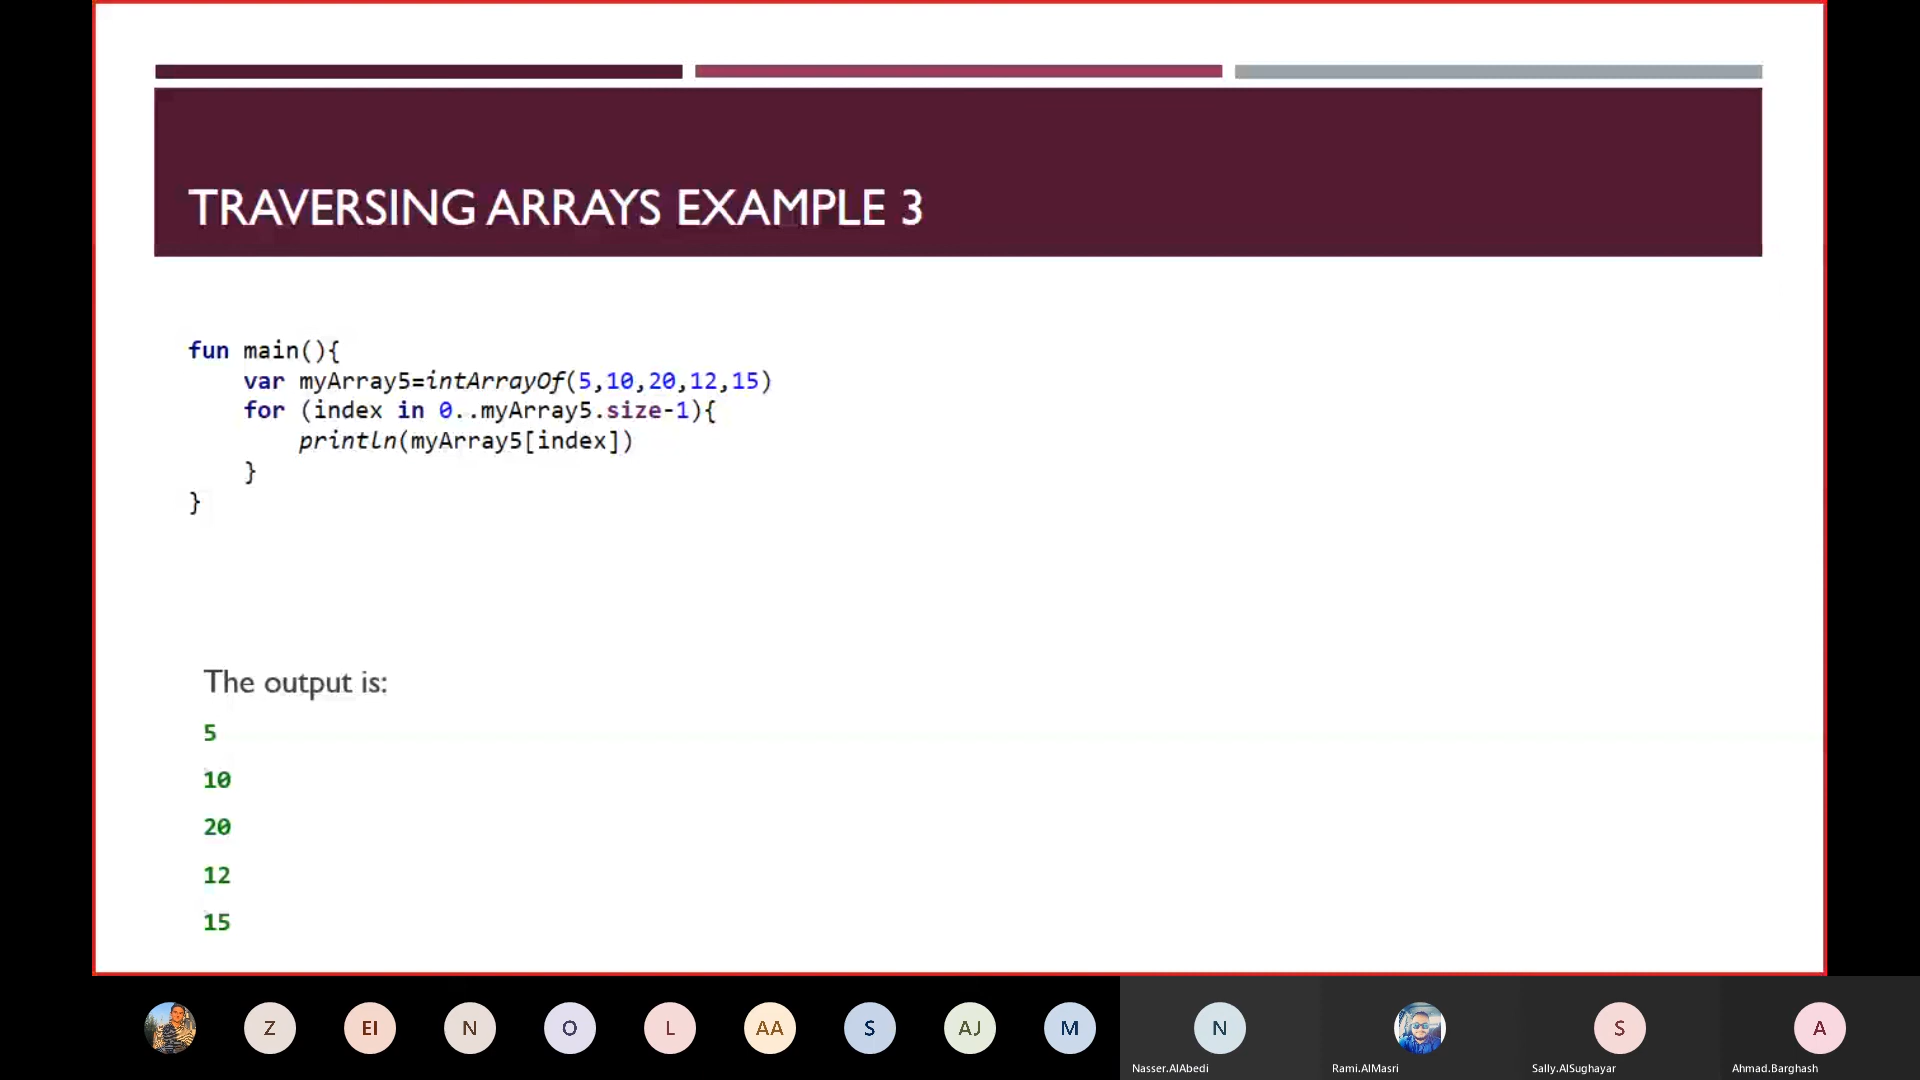 TRAVERSING ARRAYS EXAMPLE 3
fun main(){
    var myArray5=intArrayOf(5,10,20,12,15)
    for (index in 0..myArray5.size-1){
        println(myArray5[index])
    }
}
The output is:
5
10
20
12
15
Z EI N O L AA S AJ M N S A
Nasser.AlAbedi Rami.AlMasri Sally.AlSughayar Ahmad.Barghash